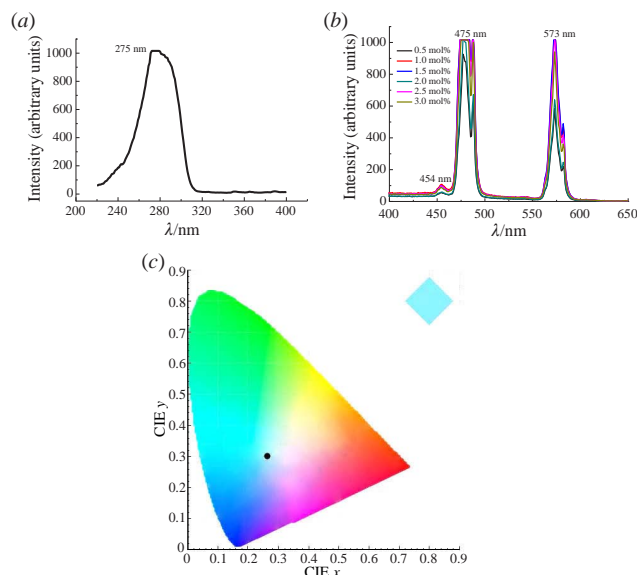 (a)
275 nm
Intensity (arbitrary units)
1000
800
600
400
200
0
200 240 280 320 360 400
λ/nm
(b)
475 nm 573 nm
454 nm
0.5 mol%
1.0 mol%
1.5 mol%
2.0 mol%
2.5 mol%
3.0 mol%
Intensity (arbitrary units)
1000
800
600
400
200
0
400 450 500 550 600 650
λ/nm
(c)
CIE y
0.9
0.8
0.7
0.6
0.5
0.4
0.3
0.2
0.1
0
0 0.1 0.2 0.3 0.4 0.5 0.6 0.7 0.8 0.9
CIE x